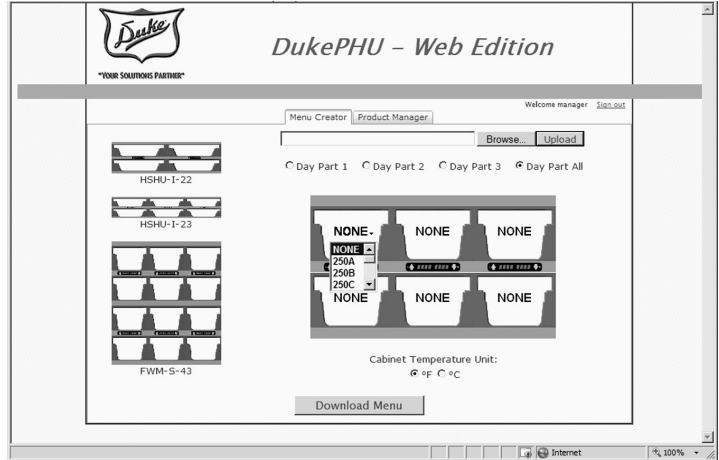 Duke
"YOUR SOLUTIONS PARTNER"
DukePHU – Web Edition
Welcome manager Sign out
Menu Creator Product Manager
Browse... Upload
Day Part 1 Day Part 2 Day Part 3 Day Part All
HSHU-I-22
HSHU-I-23
FWM-S-43
NONE NONE NONE
NONE
250A
250B
250C
NONE NONE NONE
Cabinet Temperature Unit:
°F °C
Download Menu
Internet 100%